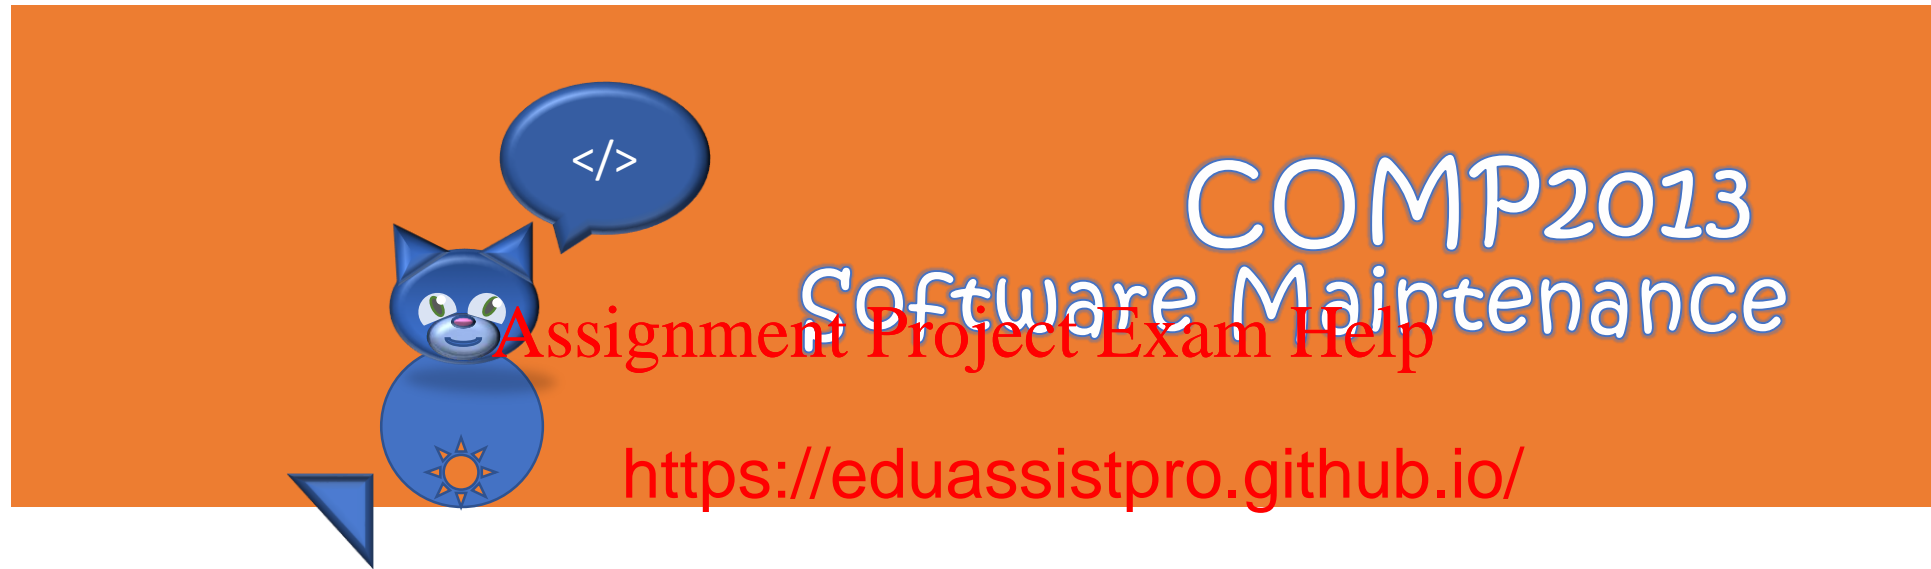 </>
COMP2013
Software Maintenance
Assignment Project Exam Help
https://eduassistpro.github.io/